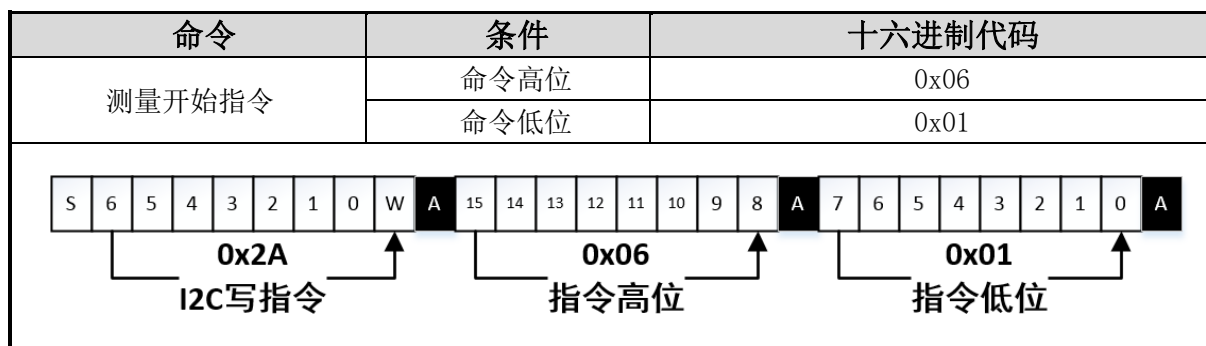 命令 条件 十六进制代码
测量开始指令 命令高位 0x06
命令低位 0x01
S 6 5 4 3 2 1 0 W A 15 14 13 12 11 10 9 8 A 7 6 5 4 3 2 1 0 A
0x2A 0x06 0x01
I2C写指令 指令高位 指令低位